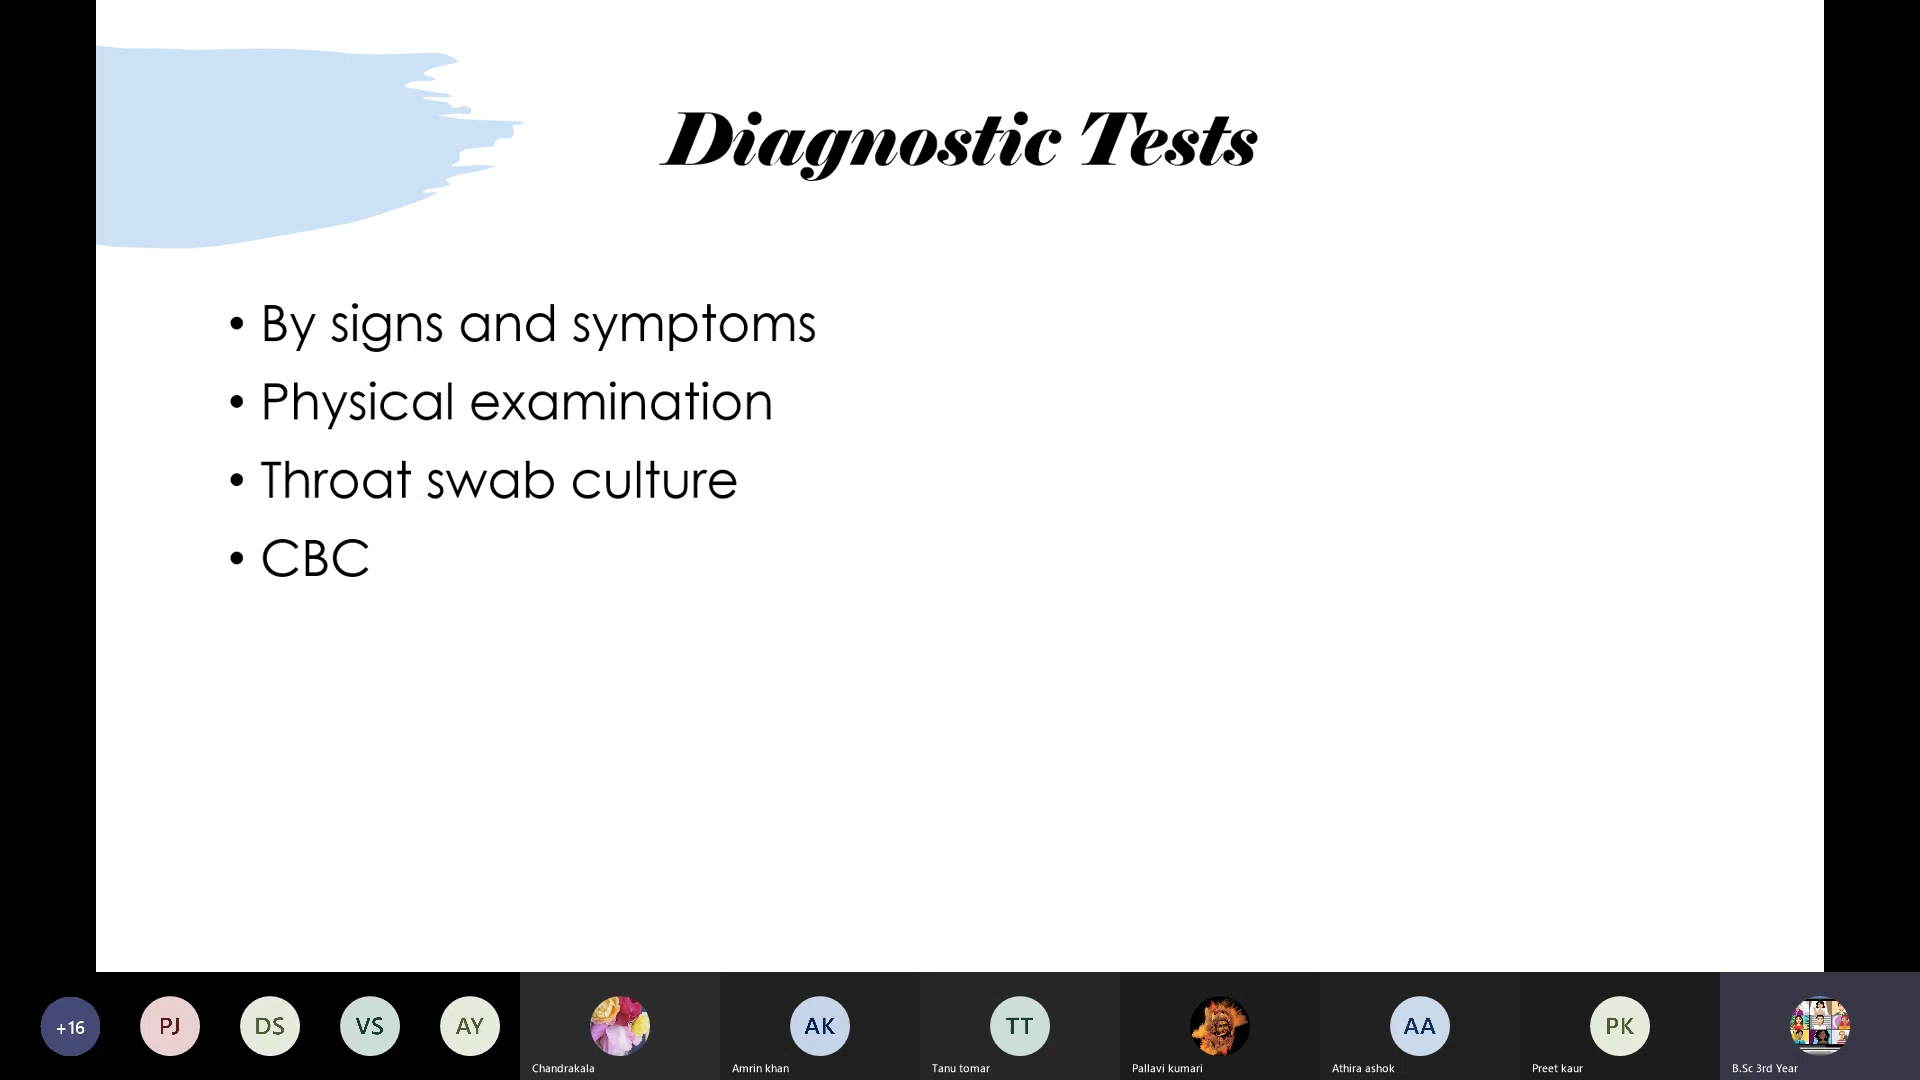 Diagnostic Tests
• By signs and symptoms
• Physical examination
• Throat swab culture
• CBC
+16
PJ
DS
VS
AY
Chandrakala
AK
Amrin khan
TT
Tanu tomar
Pallavi kumari
AA
Athira ashok
PK
Preet kaur
B.Sc 3rd Year